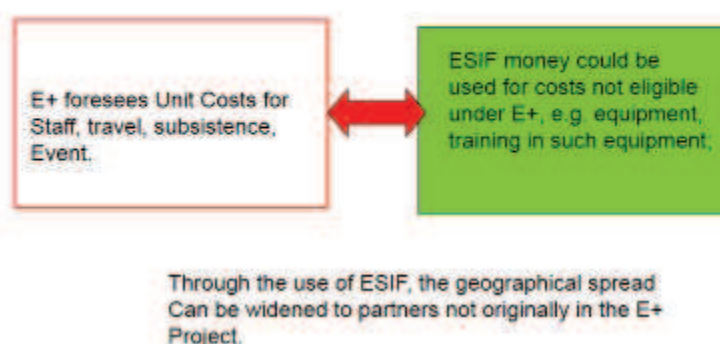 E+ foresees Unit Costs for
Staff, travel, subsistence,
Event.
ESIF money could be
used for costs not eligible
under E+, e.g. equipment,
training in such equipment;
Through the use of ESIF, the geographical spread
Can be widened to partners not originally in the E+
Project.